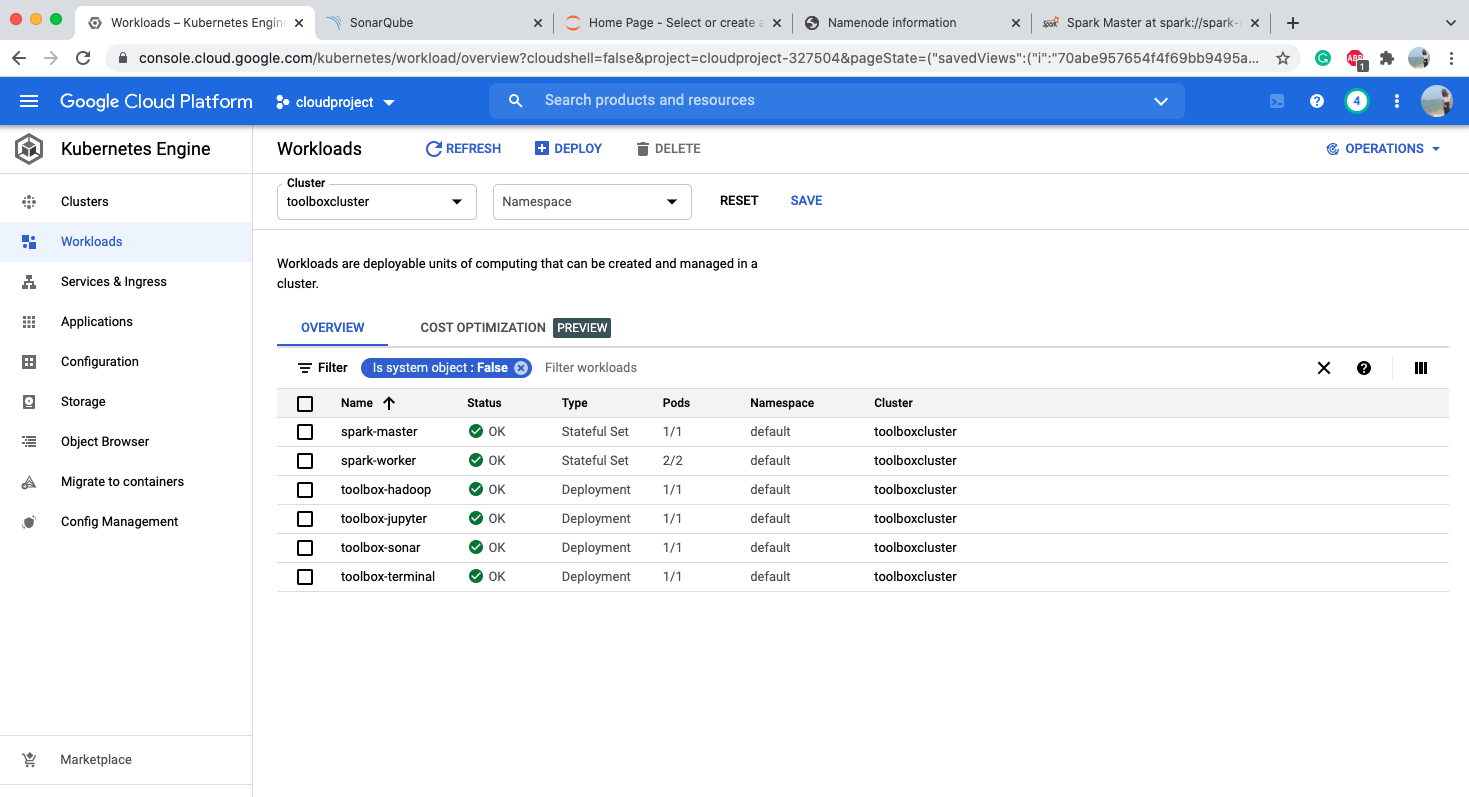 Workloads – Kubernetes Engin
SonarQube
Home Page - Select or create a
Namenode information
Spark Master at spark://spark-
console.cloud.google.com/kubernetes/workload/overview?cloudshell=false&project=cloudproject-327504&pageState=("savedViews":("i":"70abe957654f4f69bb9495a...
ABP
1
Google Cloud Platform
cloudproject
Search products and resources
4
Kubernetes Engine
Workloads
REFRESH
DEPLOY
DELETE
OPERATIONS
Clusters
Workloads
Services & Ingress
Applications
Configuration
Storage
Object Browser
Migrate to containers
Config Management
Marketplace
Cluster
toolboxcluster
Namespace
RESET
SAVE
Workloads are deployable units of computing that can be created and managed in a
cluster.
OVERVIEW
COST OPTIMIZATION PREVIEW
Filter
Is system object : False
Filter workloads
Name Status Type Pods Namespace Cluster
spark-master OK Stateful Set 1/1 default toolboxcluster
spark-worker OK Stateful Set 2/2 default toolboxcluster
toolbox-hadoop OK Deployment 1/1 default toolboxcluster
toolbox-jupyter OK Deployment 1/1 default toolboxcluster
toolbox-sonar OK Deployment 1/1 default toolboxcluster
toolbox-terminal OK Deployment 1/1 default toolboxcluster